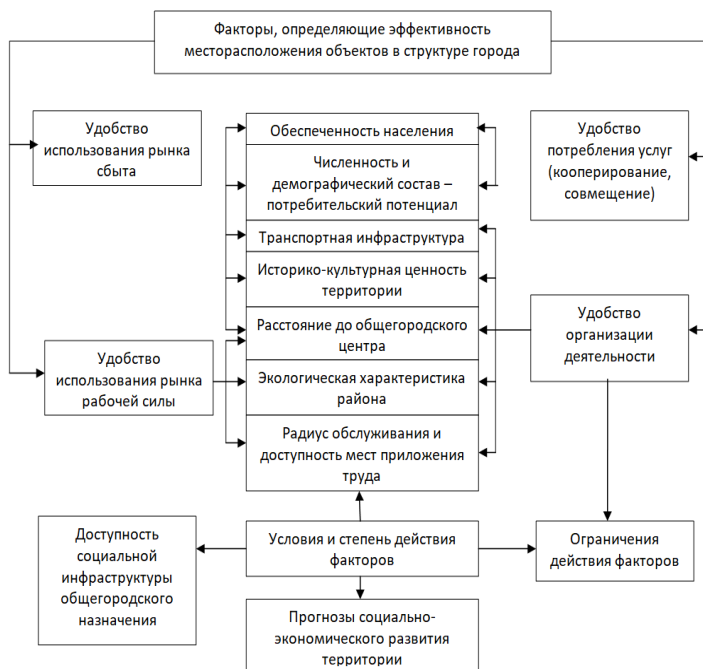 Факторы, определяющие эффективность
месторасположения объектов в структуре города
Удобство
использования рынка
сбыта
Обеспеченность населения
Численность и
демографический состав –
потребительский потенциал
Транспортная инфраструктура
Историко-культурная ценность
территории
Расстояние до общегородского
центра
Экологическая характеристика
района
Радиус обслуживания и
доступность мест приложения
труда
Удобство
потребления услуг
(кооперирование,
совмещение)
Удобство
использования рынка
рабочей силы
Удобство
организации
деятельности
Доступность
социальной
инфраструктуры
общегородского
назначения
Условия и степень действия
факторов
Ограничения
действия факторов
Прогнозы социально-
экономического развития
территории